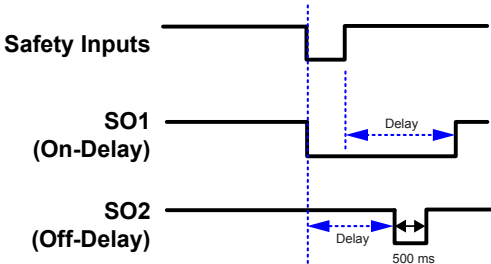 Safety Inputs
SO1
(On-Delay)
Delay
SO2
(Off-Delay)
Delay
500 ms